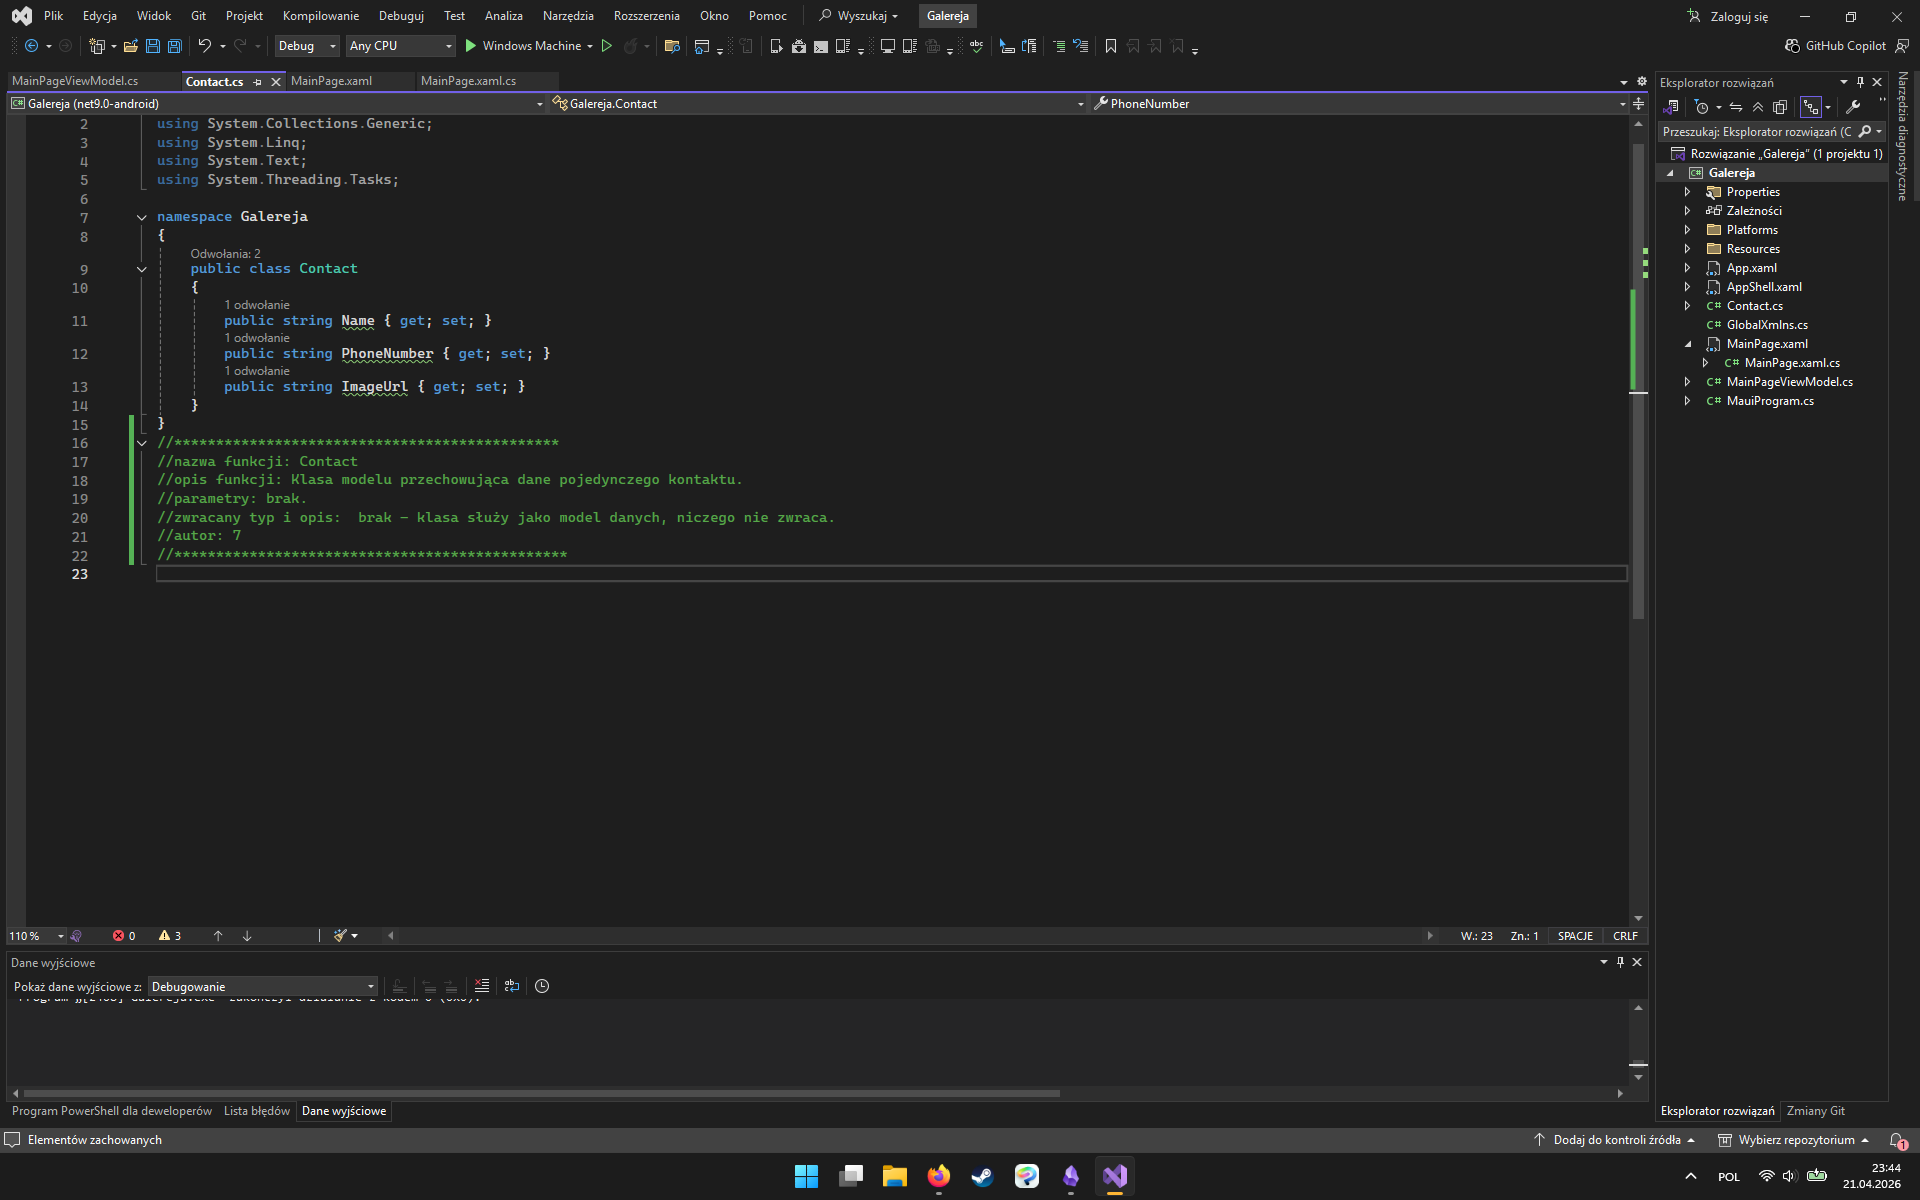 Plik Edycja Widok Git Projekt Kompilowanie Debuguj Test Analiza Narzędzia Rozszerzenia Okno Pomoc Wyszukaj Galereja Zaloguj się
Debug Any CPU Windows Machine abc GitHub Copilot
MainPageViewModel.cs Contact.cs MainPage.xaml MainPage.xaml.cs
C# Galereja (net9.0-android) Galereja.Contact PhoneNumber
2 using System.Collections.Generic;
3 using System.Linq;
4 using System.Text;
5 using System.Threading.Tasks;
6
7 namespace Galereja
8 {
Odwołania: 2
9 public class Contact
10 {
1 odwołanie
11 public string Name { get; set; }
1 odwołanie
12 public string PhoneNumber { get; set; }
1 odwołanie
13 public string ImageUrl { get; set; }
14 }
15 }
16 //**********************************************
17 //nazwa funkcji: Contact
18 //opis funkcji: Klasa modelu przechowująca dane pojedynczego kontaktu.
19 //parametry: brak.
20 //zwracany typ i opis:  brak - klasa służy jako model danych, niczego nie zwraca.
21 //autor: 7
22 //***********************************************
23
110 % 0 3 W.: 23 Zn.: 1 SPACJE CRLF
Dane wyjściowe
Pokaż dane wyjściowe z: Debugowanie
Program PowerShell dla deweloperów Lista błędów Dane wyjściowe
Eksplorator rozwiązań
Przeszukaj: Eksplorator rozwiązań (C
Rozwiązanie „Galereja” (1 projektu 1)
C# Galereja
Properties
Zależności
Platforms
Resources
App.xaml
AppShell.xaml
C# Contact.cs
C# GlobalXmlns.cs
MainPage.xaml
C# MainPage.xaml.cs
C# MainPageViewModel.cs
C# MauiProgram.cs
Eksplorator rozwiązań Zmiany Git
Narzędzia diagnostyczne
Elementów zachowanych Dodaj do kontroli źródła Wybierz repozytorium 1
POL 23:44
21.04.2026